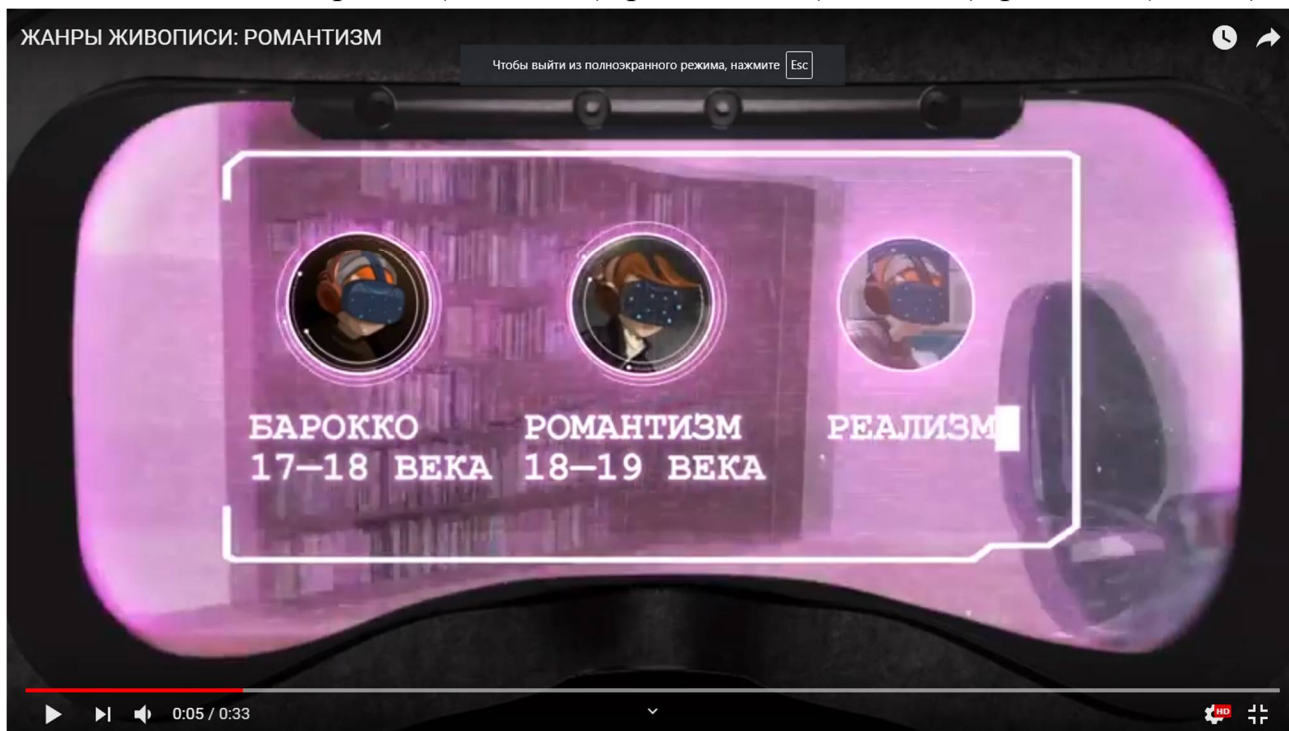 ЖАНРЫ ЖИВОПИСИ: РОМАНТИЗМ
Чтобы выйти из полноэкранного режима, нажмите Esc
БАРОККО РОМАНТИЗМ РЕАЛИЗМ
17—18 ВЕКА 18—19 ВЕКА
0:05 / 0:33
HD